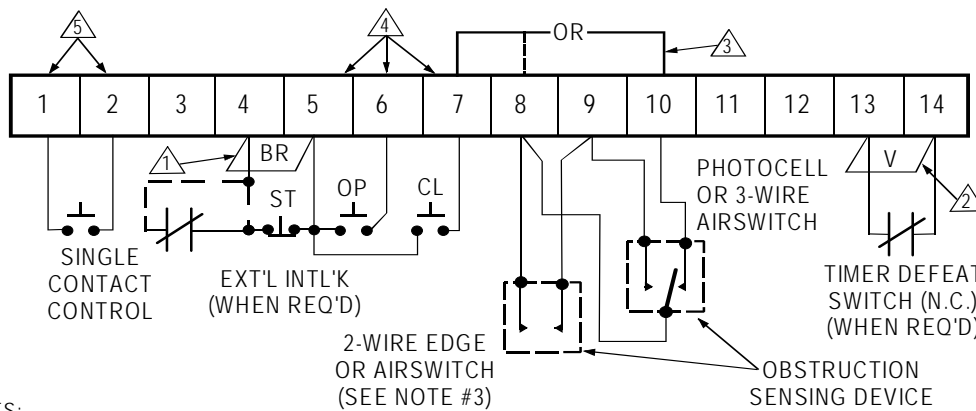 5
4
OR
3
1 2 3 4 5 6 7 8 9 10 11 12 13 14
1
BR
V
2
ST
OP
CL
PHOTOCELL
OR 3-WIRE
AIRSWITCH
SINGLE
CONTACT
CONTROL
EXT'L INTL'K
(WHEN REQ'D)
TIMER DEFEAT
SWITCH (N.C.)
(WHEN REQ'D)
2-WIRE EDGE
OR AIRSWITCH
(SEE NOTE #3)
OBSTRUCTION
SENSING DEVICE